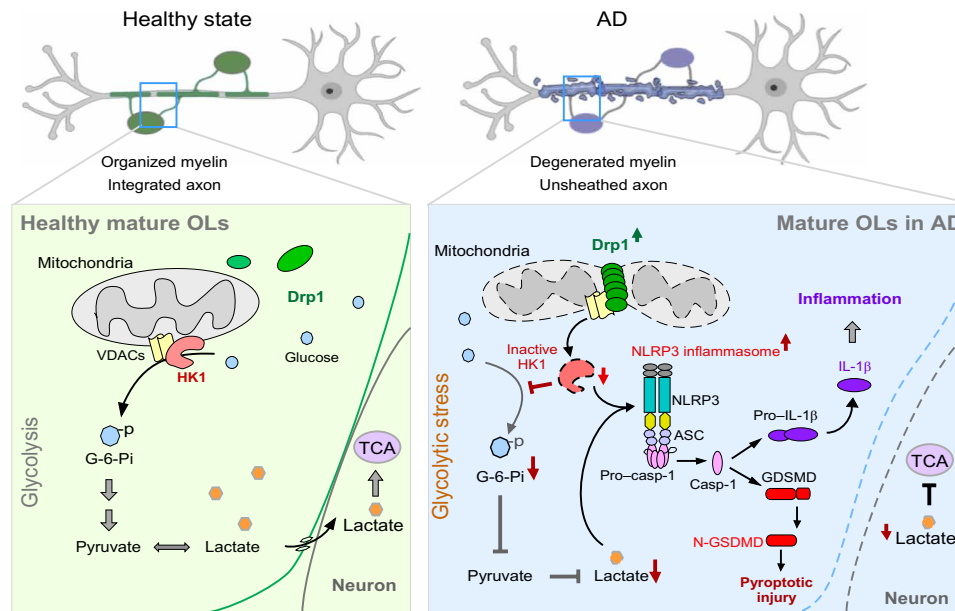 Healthy state
AD
Organized myelin
Integrated axon
Degenerated myelin
Unsheathed axon
Healthy mature OLs
Mitochondria
Drp1
VDACs
HK1
Glucose
Glycolysis
p
G-6-Pi
TCA
Lactate
Pyruvate
Lactate
Neuron
Mature OLs in AD
Mitochondria
Drp1
Inflammation
Inactive
HK1
NLRP3 inflammasome
IL-1β
NLRP3
Pro–IL-1β
Glycolytic stress
p
ASC
G-6-Pi
Pro–casp-1
Casp-1
GDSMD
TCA
N-GSDMD
Lactate
Pyruvate
Lactate
Pyroptotic
injury
Neuron